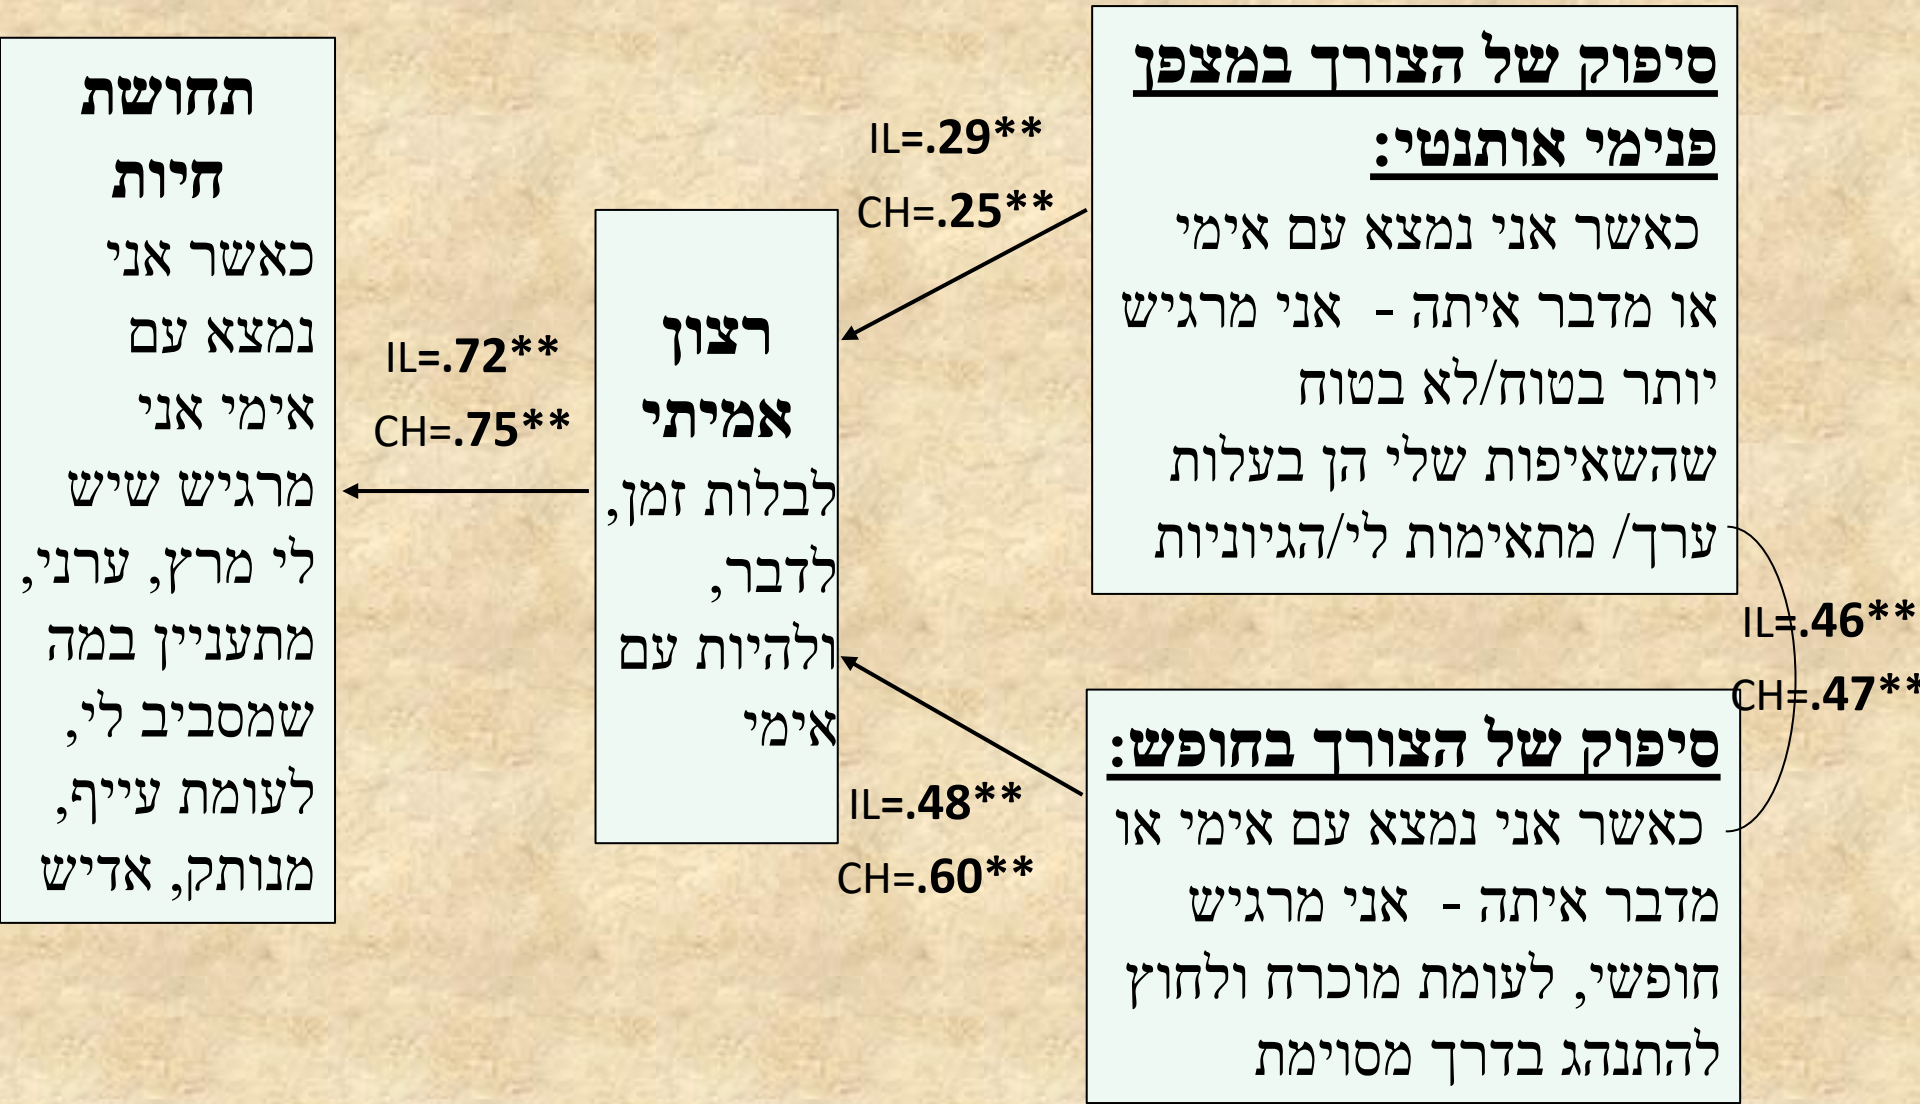 סיפוק של הצורך במצפן
פנימי אותנטי:
כאשר אני נמצא עם אימי
או מדבר איתה - אני מרגיש
יותר בטוח/לא בטוח
שהשאיפות שלי הן בעלות
ערך/ מתאימות לי/הגיוניות
סיפוק של הצורך בחופש:
כאשר אני נמצא עם אימי או
מדבר איתה - אני מרגיש
חופשי, לעומת מוכרח ולחוץ
להתנהג בדרך מסוימת
IL=.46**
CH=.47**
IL=.29**
CH=.25**
IL=.48**
CH=.60**
רצון
אמיתי
לבלות זמן,
לדבר,
ולהיות עם
אימי
IL=.72**
CH=.75**
תחושת
חיות
כאשר אני
נמצא עם
אימי אני
מרגיש שיש
לי מרץ, ערני,
מתעניין במה
שמסביב לי,
לעומת עייף,
מנותק, אדיש